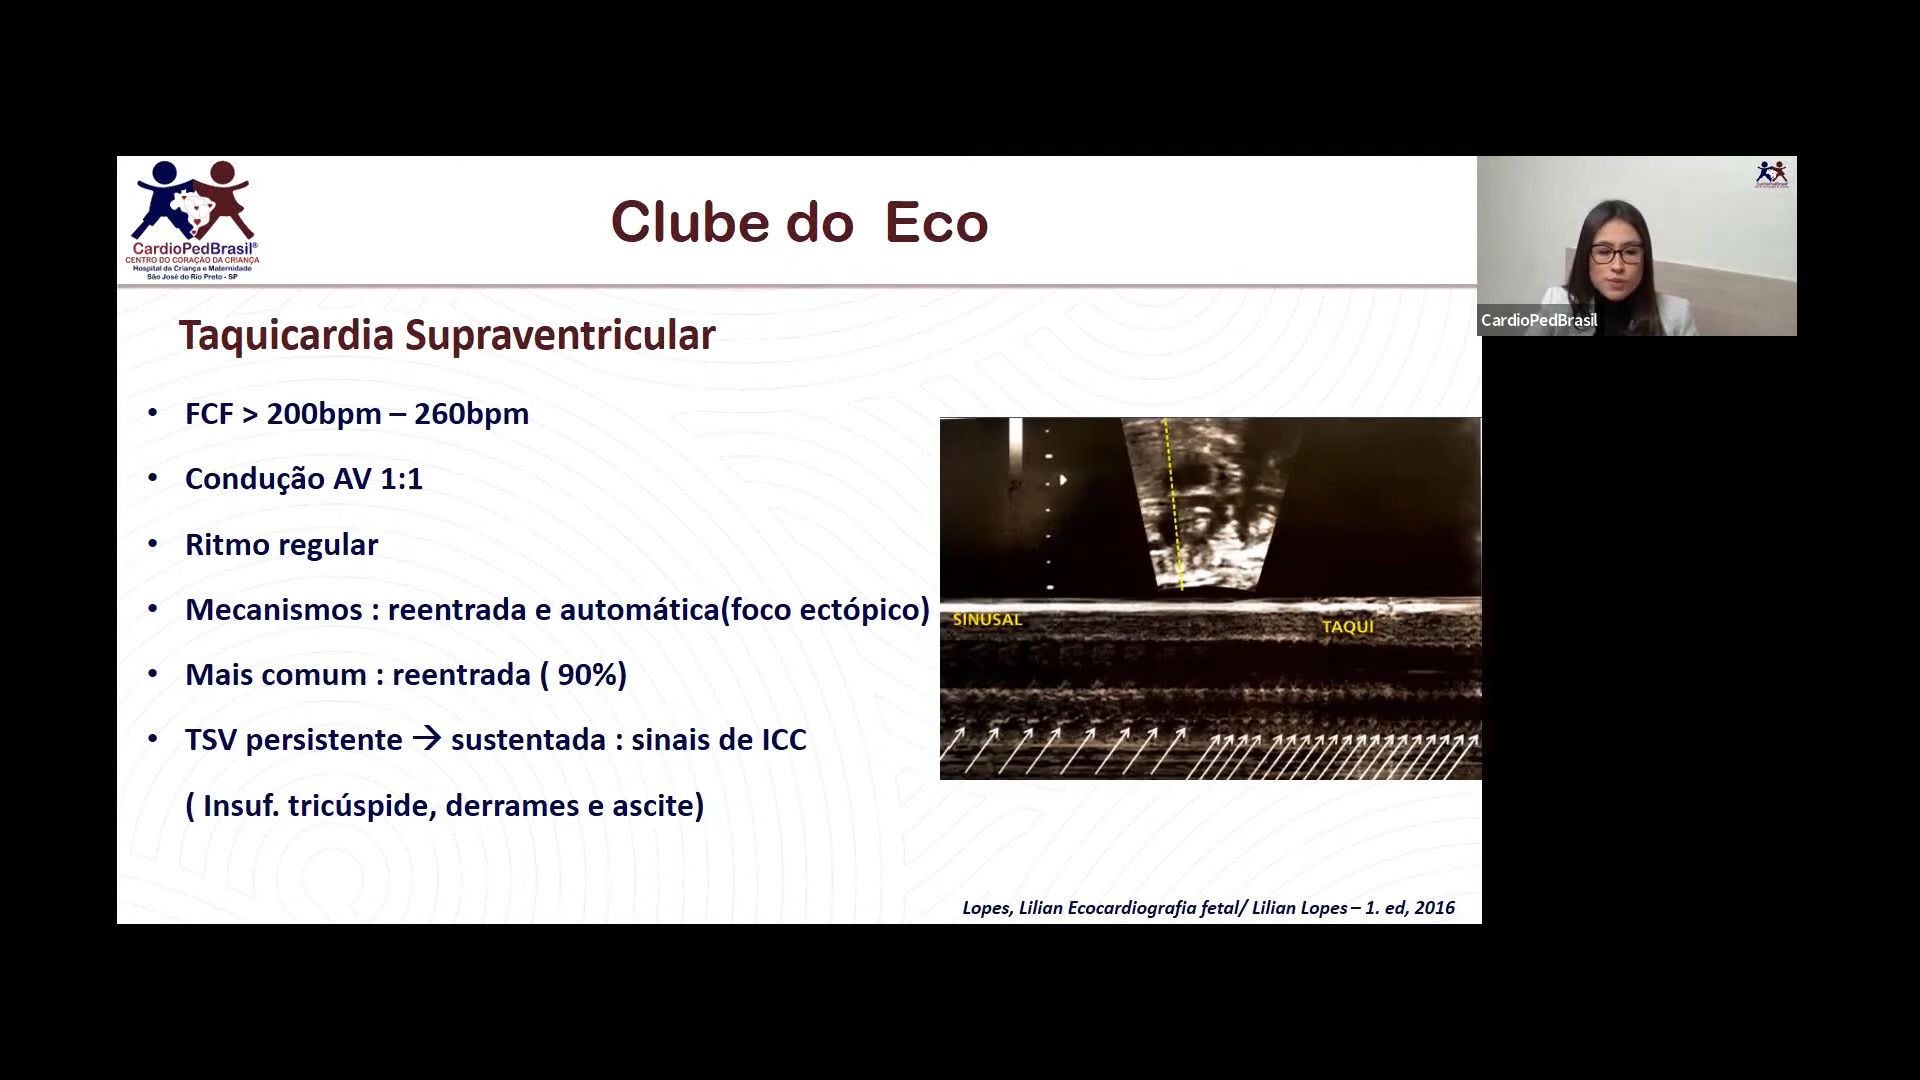 CardioPedBrasil®
CENTRO DO CORAÇÃO DA CRIANÇA
Hospital da Criança e Maternidade
São José do Rio Preto - SP
Clube do Eco
CardioPedBrasil
Taquicardia Supraventricular
• FCF > 200bpm – 260bpm
• Condução AV 1:1
• Ritmo regular
• Mecanismos : reentrada e automática(foco ectópico)
• Mais comum : reentrada ( 90%)
• TSV persistente → sustentada : sinais de ICC
( Insuf. tricúspide, derrames e ascite)
SINUSAL
TAQUI
Lopes, Lilian Ecocardiografia fetal/ Lilian Lopes – 1. ed, 2016